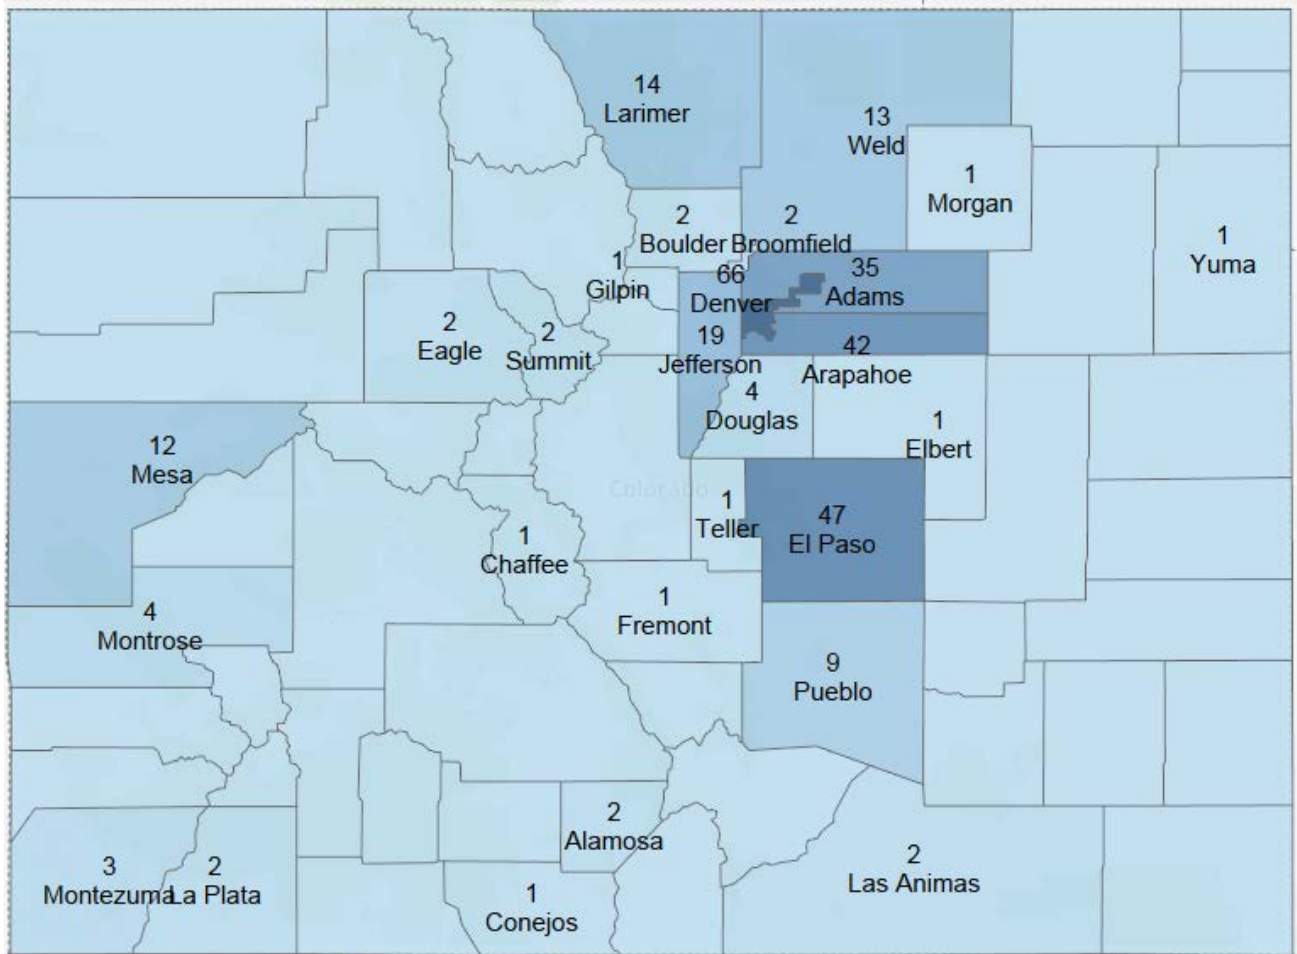 14
Larimer
13
Weld
1
Morgan
2
Boulder
2
Broomfield
1
Yuma
1
Gilpin
66
Denver
35
Adams
2
Eagle
2
Summit
19
Jefferson
42
Arapahoe
4
Douglas
1
Elbert
12
Mesa
Colorado
1
Teller
47
El Paso
1
Chaffee
4
Montrose
1
Fremont
9
Pueblo
2
Alamosa
3
Montezuma
2
La Plata
2
Las Animas
1
Conejos